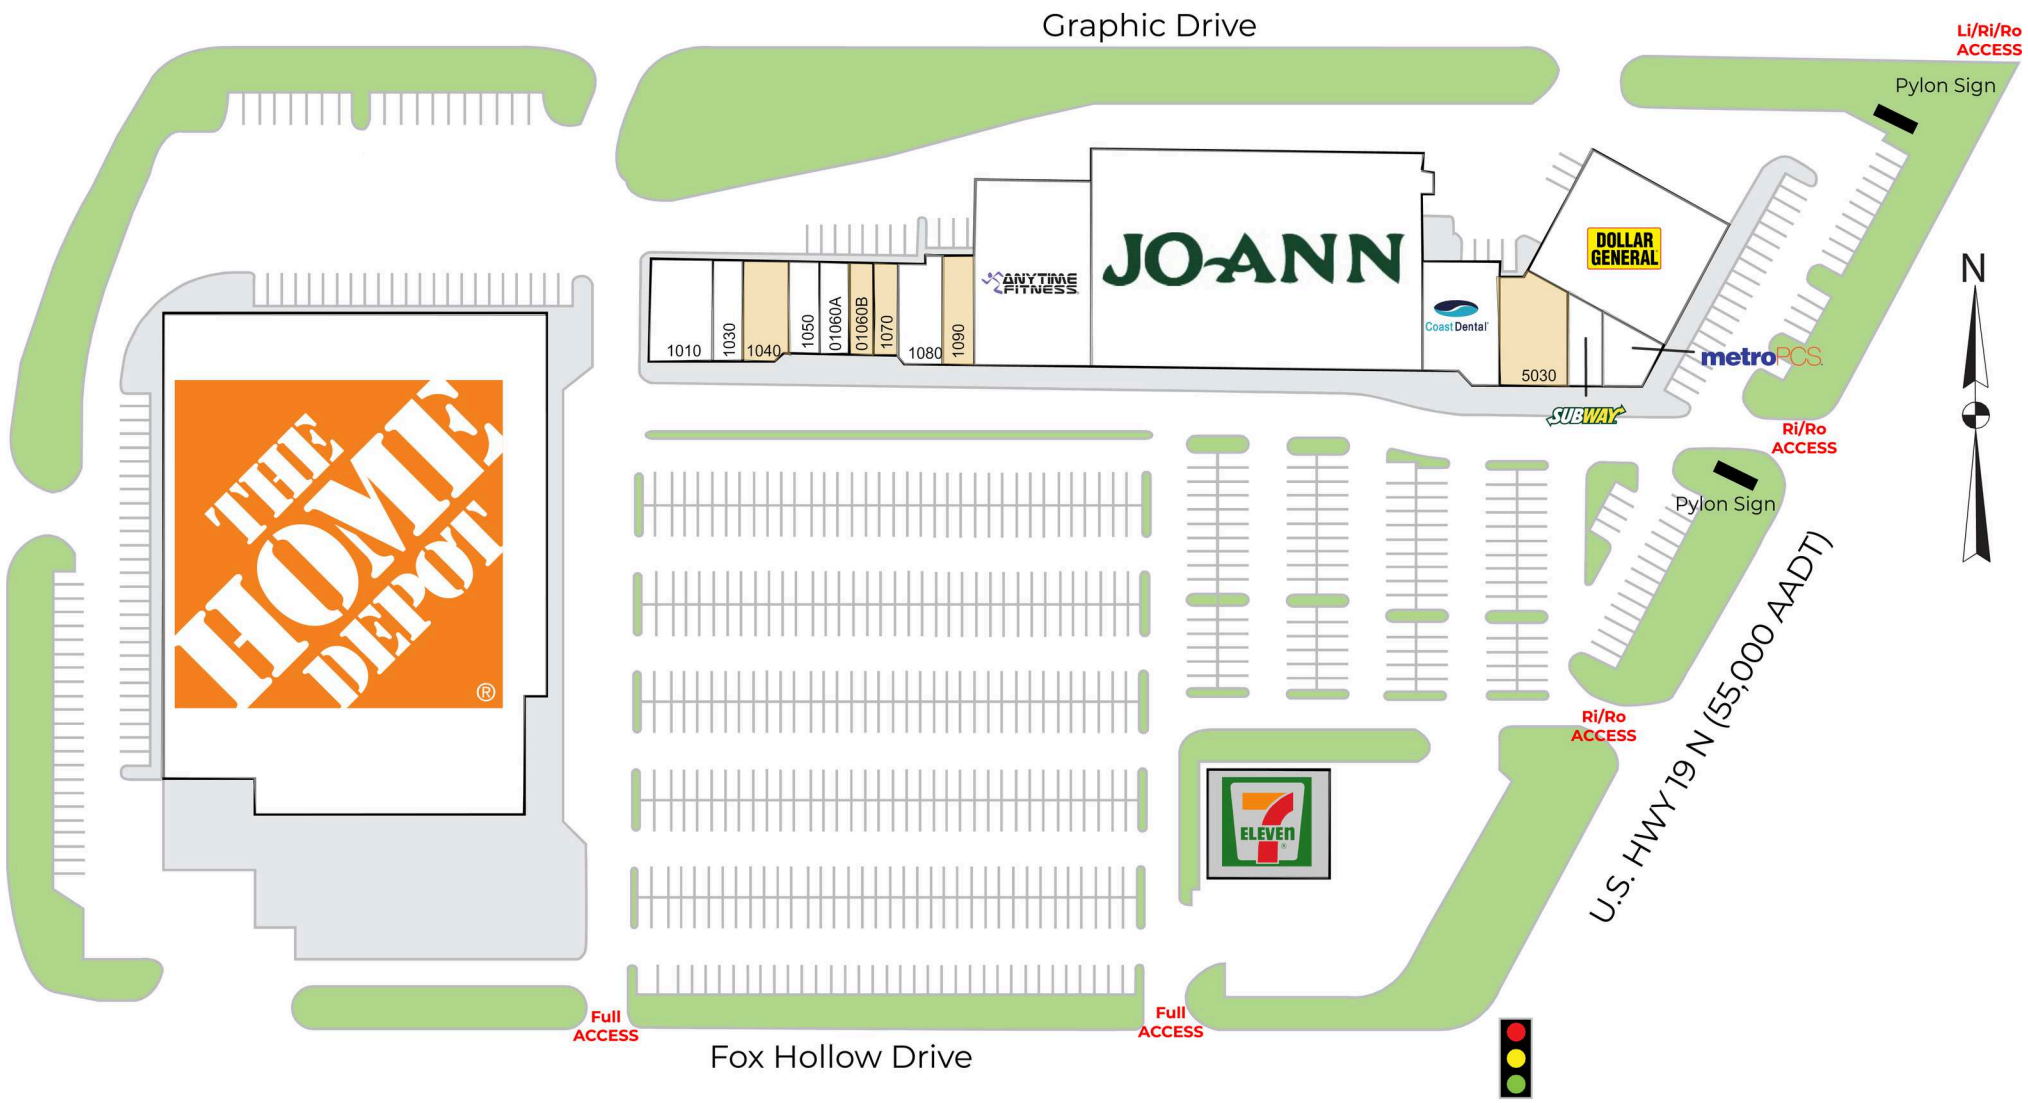 Graphic Drive
Li/Ri/Ro
ACCESS
Pylon Sign
DOLLAR
GENERAL
N
JO-ANN
ANYTIME
FITNESS
1010
1030
1040
1050
01060A
01060B
1070
1080
1090
Coast Dental
5030
metroPCS.
SUBWAY
Ri/Ro
ACCESS
Pylon Sign
THE
HOME
DEPOT
®
U.S. HWY 19 N (55,000 AADT)
Ri/Ro
ACCESS
7
ELEVEn
®
Full
ACCESS
Full
ACCESS
Fox Hollow Drive